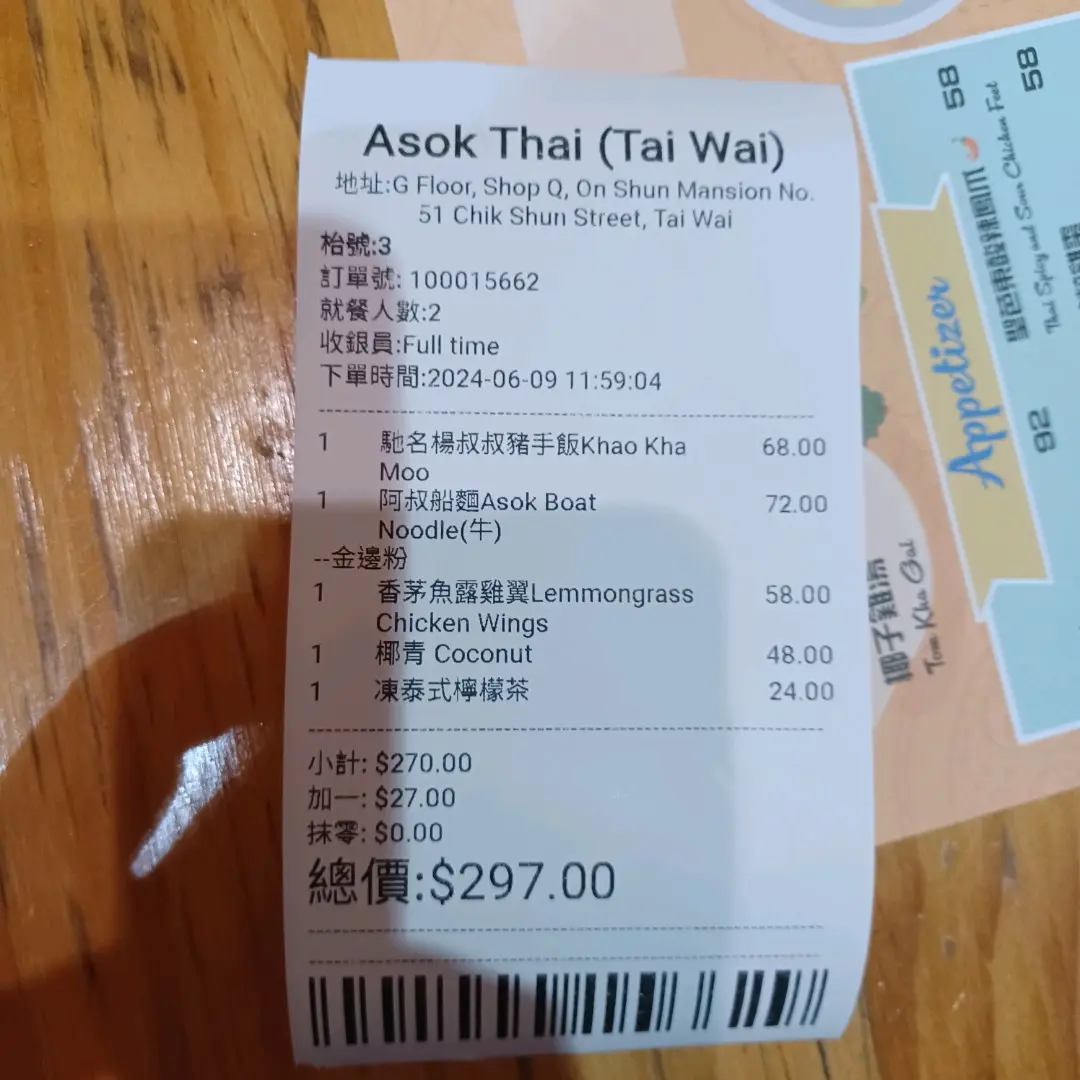 Asok Thai (Tai Wai)
地址:G Floor, Shop Q, On Shun Mansion No.
51 Chik Shun Street, Tai Wai
枱號:3
訂單號: 100015662
就餐人數:2
收銀員:Full time
下單時間:2024-06-09 11:59:04
1 馳名楊叔叔豬手飯Khao Kha 68.00
Moo
1 阿叔船麵Asok Boat 72.00
Noodle(牛)
--金邊粉
1 香茅魚露雞翼Lemmongrass 58.00
Chicken Wings
1 椰青 Coconut 48.00
1 凍泰式檸檬茶 24.00
小計: $270.00
加一: $27.00
抹零: $0.00
總價:$297.00
Appetizer
58
Thai Spicy and Sour Chicken Feet
58
92
椰子雞湯
Tom Kha Gai